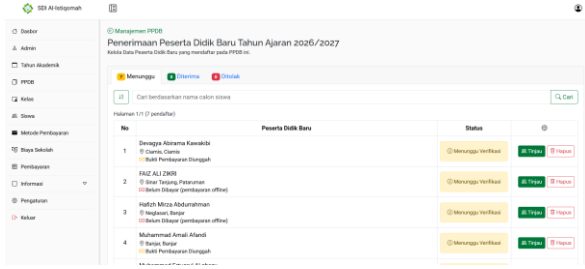 SDI Al-Istiqomah
Dasbor
Admin
Tahun Akademik
PPDB
Kelas
Siswa
Metode Pembayaran
Biaya Sekolah
Pembayaran
Informasi
Pengaturan
Keluar
Manajemen PPDB
Penerimaan Peserta Didik Baru Tahun Ajaran 2026/2027
Kelola Data Peserta Didik Baru yang mendaftar pada PPDB ini.
Menunggu Diterima Ditolak
Cari berdasarkan nama calon siswa Cari
Halaman 1/1 (7 pendaftar)
No Peserta Didik Baru Status
1 Devagya Abirama Kawakibi
Ciamis, Ciamis
Bukti Pembayaran Diunggah
Menunggu Verifikasi Tinjau Hapus
2 FAIZ ALI ZIKRI
Sinar Tanjung, Pataruman
Belum Dibayar (pembayaran offline)
Menunggu Verifikasi Tinjau Hapus
3 Hafizh Mirza Abdurrahman
Neglasari, Banjar
Belum Dibayar (pembayaran offline)
Menunggu Verifikasi Tinjau Hapus
4 Muhammad Amali Afandi
Banjar, Banjar
Bukti Pembayaran Diunggah
Menunggu Verifikasi Tinjau Hapus